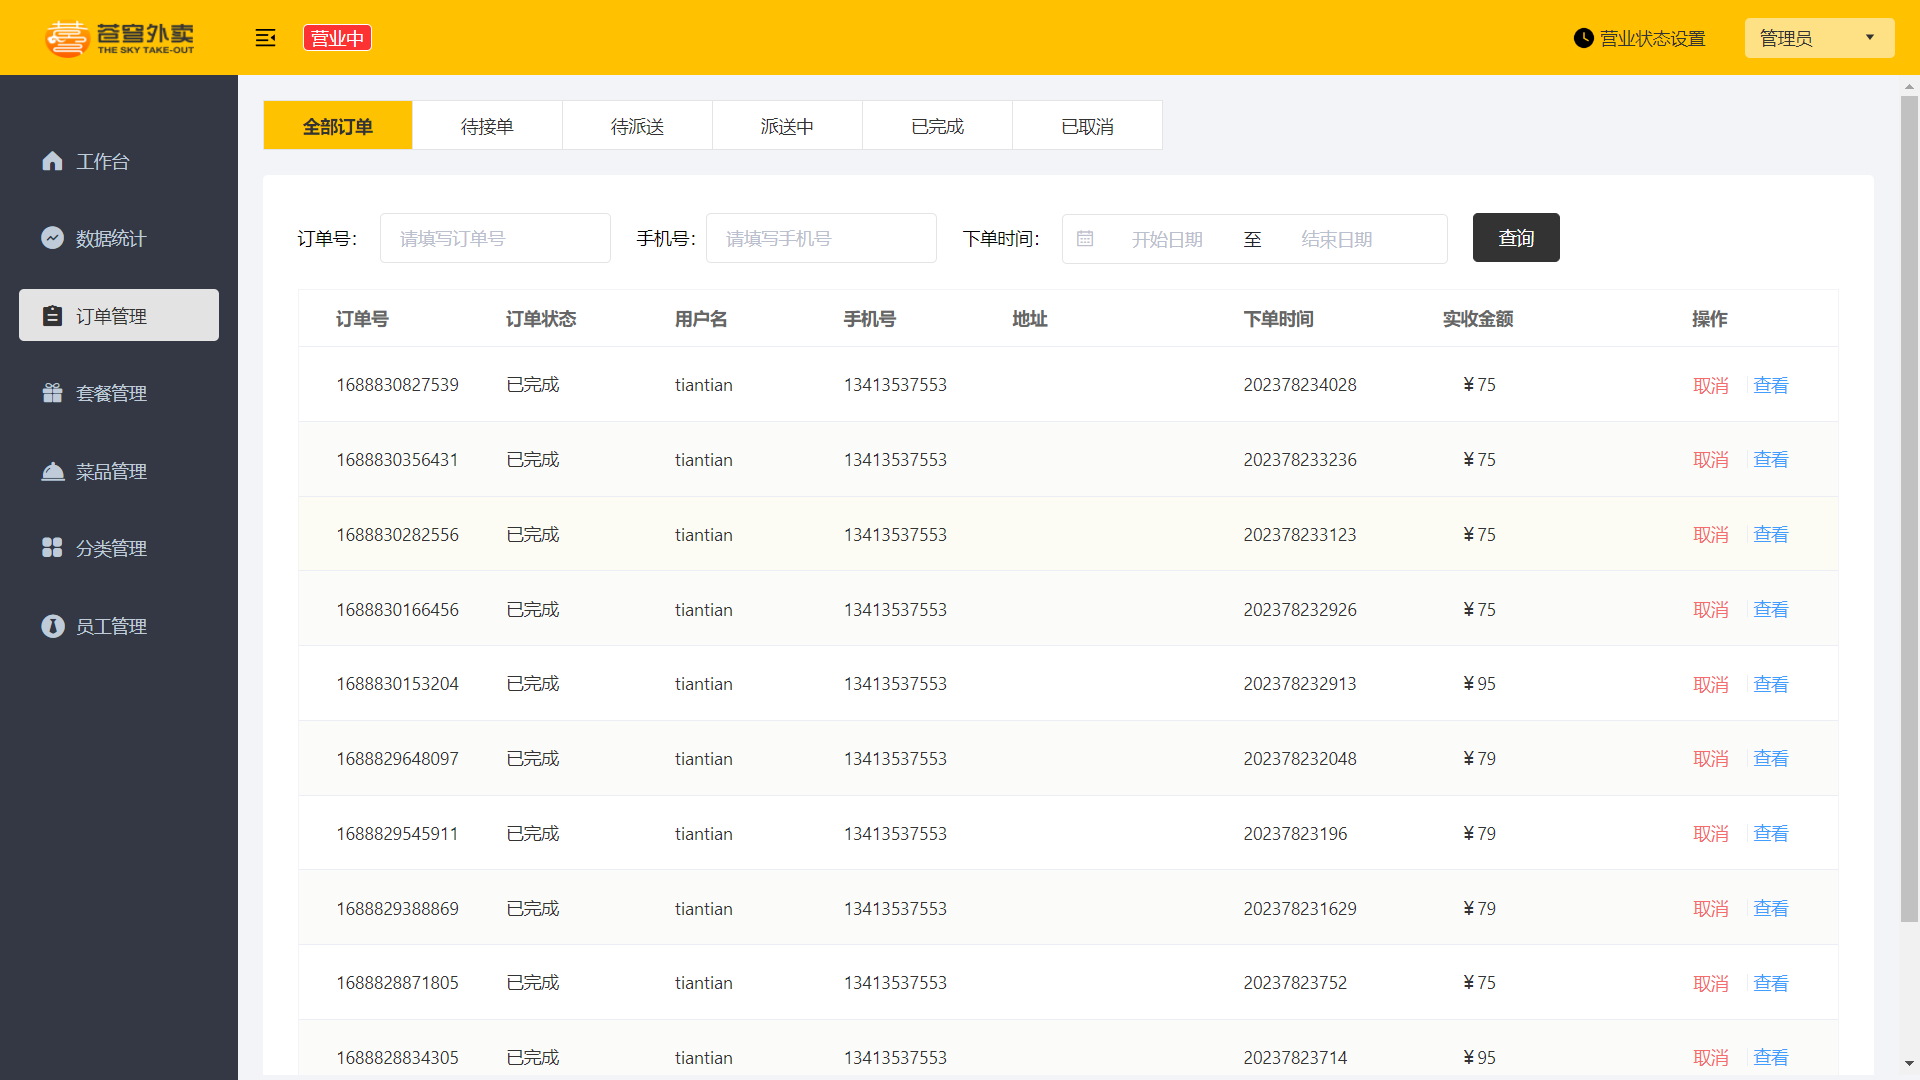 苍穹外卖
THE SKY TAKE-OUT
营业中
营业状态设置
管理员
工作台
数据统计
订单管理
套餐管理
菜品管理
分类管理
员工管理
全部订单 待接单 待派送 派送中 已完成 已取消
订单号: 请填写订单号 手机号: 请填写手机号 下单时间: 开始日期 至 结束日期 查询
订单号 订单状态 用户名 手机号 地址 下单时间 实收金额 操作
1688830827539 已完成 tiantian 13413537553 202378234028 ¥75 取消 查看
1688830356431 已完成 tiantian 13413537553 202378233236 ¥75 取消 查看
1688830282556 已完成 tiantian 13413537553 202378233123 ¥75 取消 查看
1688830166456 已完成 tiantian 13413537553 202378232926 ¥75 取消 查看
1688830153204 已完成 tiantian 13413537553 202378232913 ¥95 取消 查看
1688829648097 已完成 tiantian 13413537553 202378232048 ¥79 取消 查看
1688829545911 已完成 tiantian 13413537553 20237823196 ¥79 取消 查看
1688829388869 已完成 tiantian 13413537553 202378231629 ¥79 取消 查看
1688828871805 已完成 tiantian 13413537553 20237823752 ¥75 取消 查看
1688828834305 已完成 tiantian 13413537553 20237823714 ¥95 取消 查看